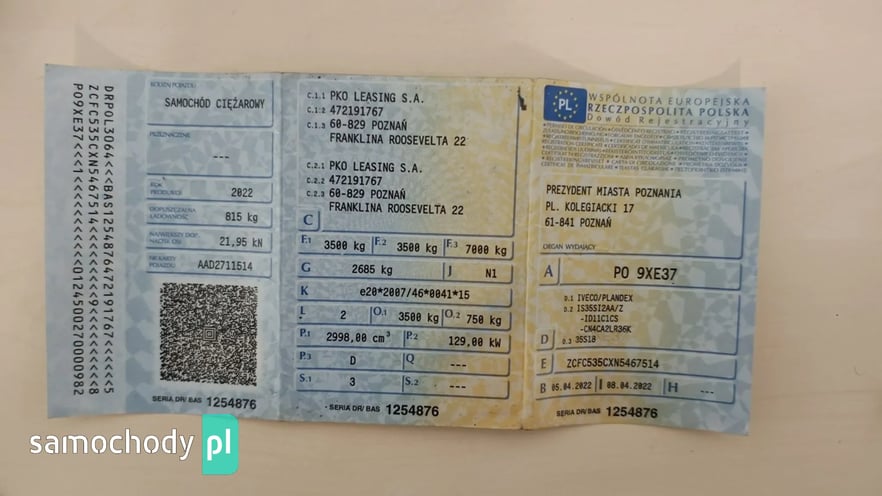 DRPOL3064<<BAS1254876472191767<<<<<5
ZCFC535CXN5467514<<<<<<9<<<<<<<<<<<8
PO9XE37<<<1<<<<<<<<<<012450027000982
RODZAJ POJAZDU
SAMOCHÓD CIĘŻAROWY
PRZEZNACZENIE
---
ROK PRODUKCJI 2022
DOPUSZCZALNA ŁADOWNOŚĆ 815 kg
NAJWIĘKSZY DOP. NACISK OSI 21,95 kN
NR KARTY POJAZDU AAD2711514
SERIA DR/BAS 1254876
C.1.1 PKO LEASING S.A.
C.1.2 472191767
C.1.3 60-829 POZNAŃ
FRANKLINA ROOSEVELTA 22
C.2.1 PKO LEASING S.A.
C.2.2 472191767
C.2.3 60-829 POZNAŃ
FRANKLINA ROOSEVELTA 22
C
F.1 3500 kg F.2 3500 kg F.3 7000 kg
G 2685 kg J N1
K e20*2007/46*0041*15
L 2 O.1 3500 kg O.2 750 kg
P.1 2998,00 cm³ P.2 129,00 kW
P.3 D Q ---
S.1 3 S.2 ---
SERIA DR/BAS 1254876
PL
WSPÓLNOTA EUROPEJSKA
RZECZPOSPOLITA POLSKA
Dowód Rejestracyjny
PREZYDENT MIASTA POZNANIA
PL. KOLEGIACKI 17
61-841 POZNAŃ
ORGAN WYDAJĄCY
A PO 9XE37
D.1 IVECO/PLANDEX
D.2 IS35SI2AA/Z
-ID11C1CS
-CN4CA2LR36K
D D.3 35S18
E ZCFC535CXN5467514
B 05.04.2022 I 08.04.2022 H ---
SERIA DR/BAS 1254876
samochody pl